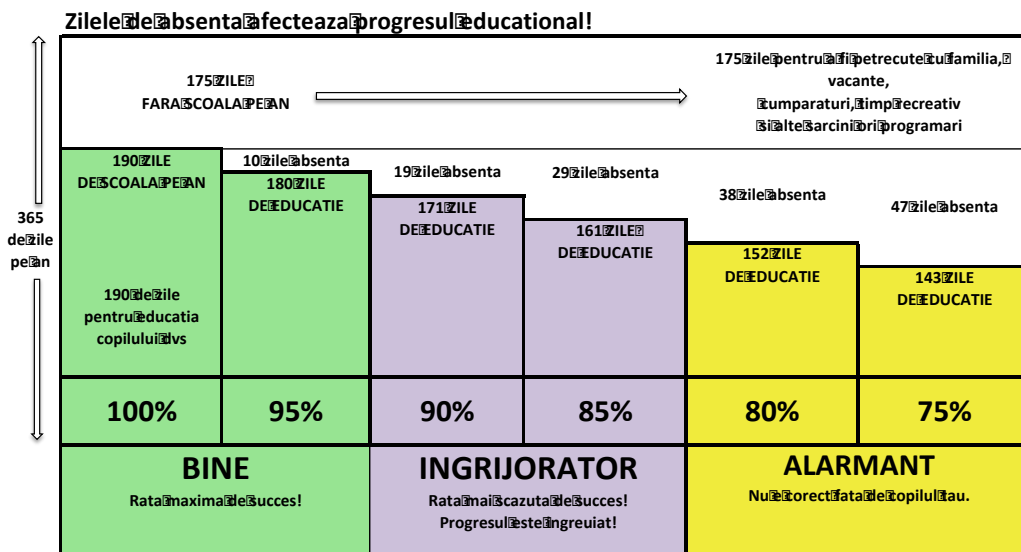 Zilele de absenta afecteaza progresul educational!
175 ZILE
FARA SCOALA PE AN
175 zile pentru a fi petrecute cu familia,
vacante,
cumparaturi, timp recreativ
si alte sarcini ori programari
365
de zile
pe an
190 ZILE
DE SCOALA PE AN
190 de zile
pentru educatia
copilului dvs
10 zile absenta
180 ZILE
DE EDUCATIE
19 zile absenta
171 ZILE
DE EDUCATIE
29 zile absenta
161 ZILE
DE EDUCATIE
38 zile absenta
152 ZILE
DE EDUCATIE
47 zile absenta
143 ZILE
DE EDUCATIE
100%
95%
90%
85%
80%
75%
BINE
Rata maxima de succes!
INGRIJORATOR
Rata mai scazuta de succes!
Progresul este ingreuiat!
ALARMANT
Nu e corect fata de copilul tau.